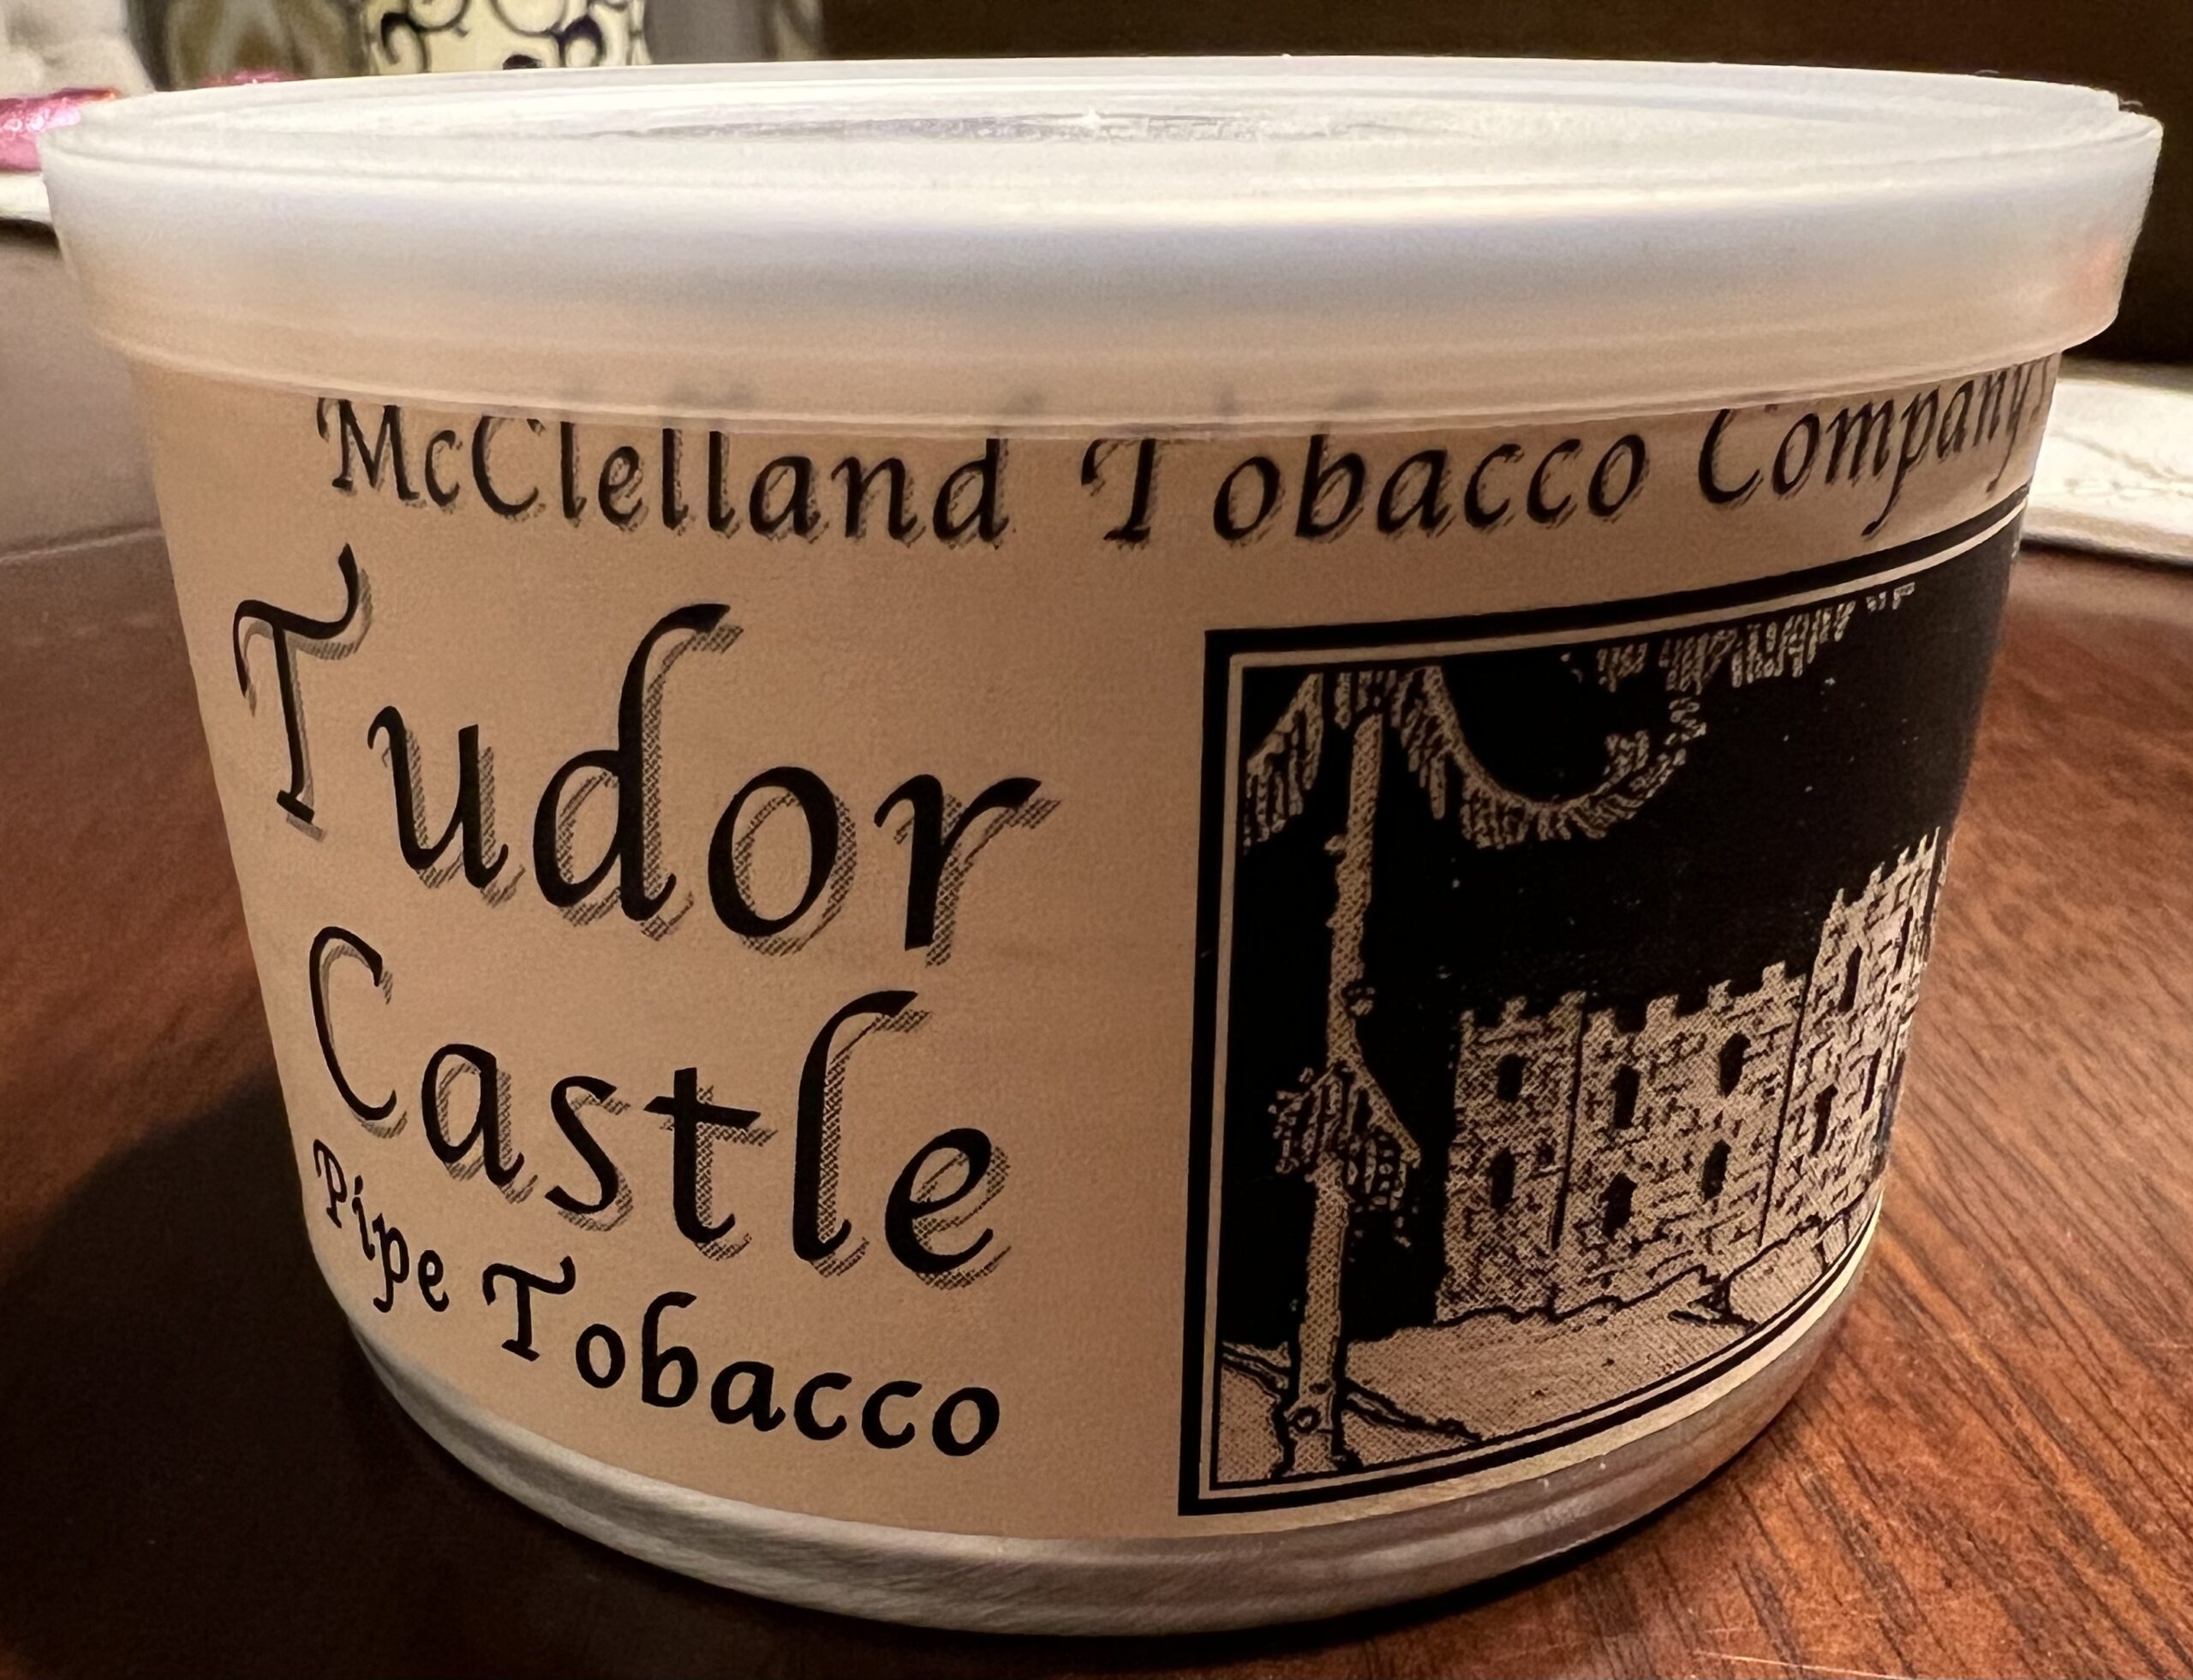 McClelland Tobacco Company
Tudor
Castle
Pipe Tobacco